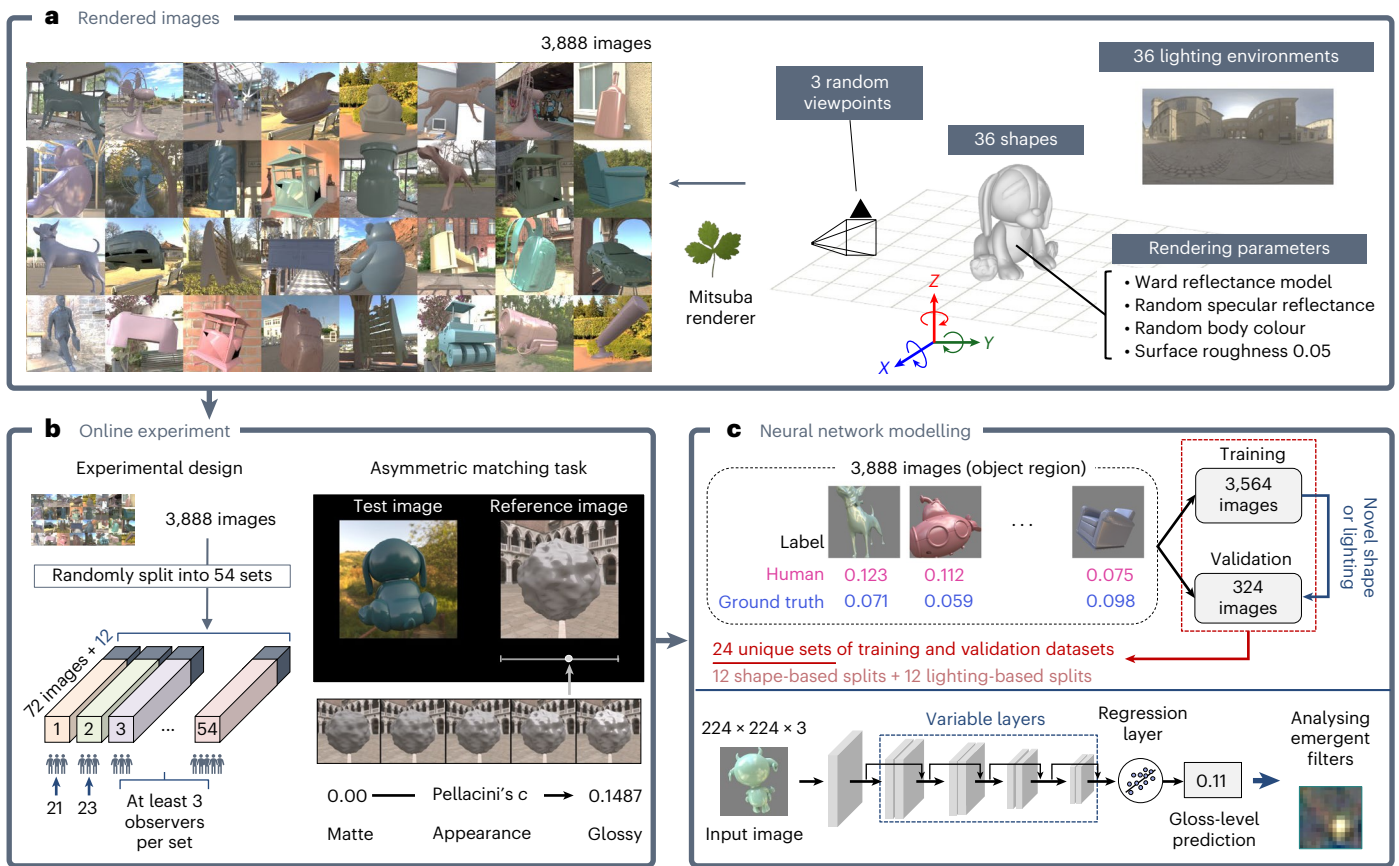 a Rendered images
3,888 images
3 random
viewpoints
36 lighting environments
36 shapes
Rendering parameters
• Ward reflectance model
• Random specular reflectance
• Random body colour
• Surface roughness 0.05
Mitsuba
renderer
Z
Y
X
b Online experiment
Experimental design
3,888 images
Randomly split into 54 sets
72 images + 12
1
2
3
...
54
21
23
At least 3
observers
per set
Asymmetric matching task
Test image
Reference image
0.00
Pellacini's c
0.1487
Matte
Appearance
Glossy
c Neural network modelling
3,888 images (object region)
...
Label
Human 0.123 0.112 0.075
Ground truth 0.071 0.059 0.098
Training
3,564
images
Validation
324
images
Novel shape
or lighting
24 unique sets of training and validation datasets
12 shape-based splits + 12 lighting-based splits
224 × 224 × 3
Input image
Variable layers
Regression
layer
0.11
Gloss-level
prediction
Analysing
emergent
filters